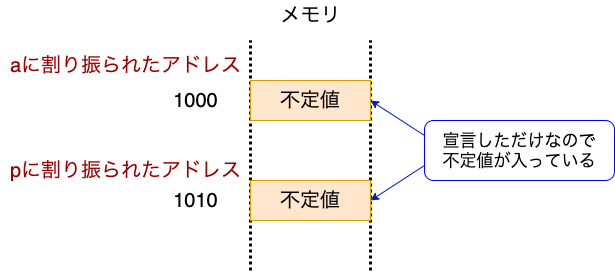 メモリ
aに割り振られたアドレス
1000
不定値
宣言しただけなので
不定値が入っている
pに割り振られたアドレス
1010
不定値